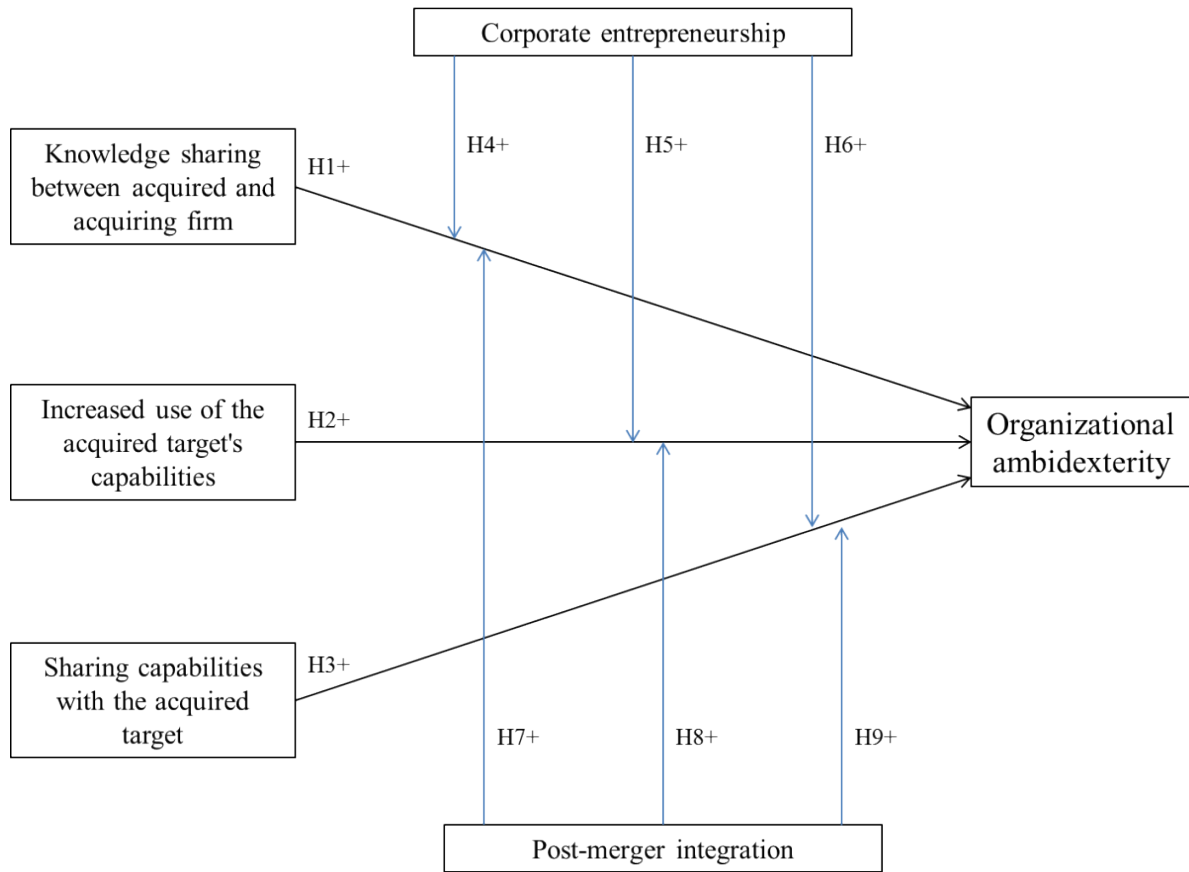 Corporate entrepreneurship
H4+
H5+
H6+
Knowledge sharing
between acquired and
acquiring firm
H1+
Increased use of the
acquired target's
capabilities
H2+
Organizational
ambidexterity
Sharing capabilities
with the acquired
target
H3+
H7+
H8+
H9+
Post-merger integration